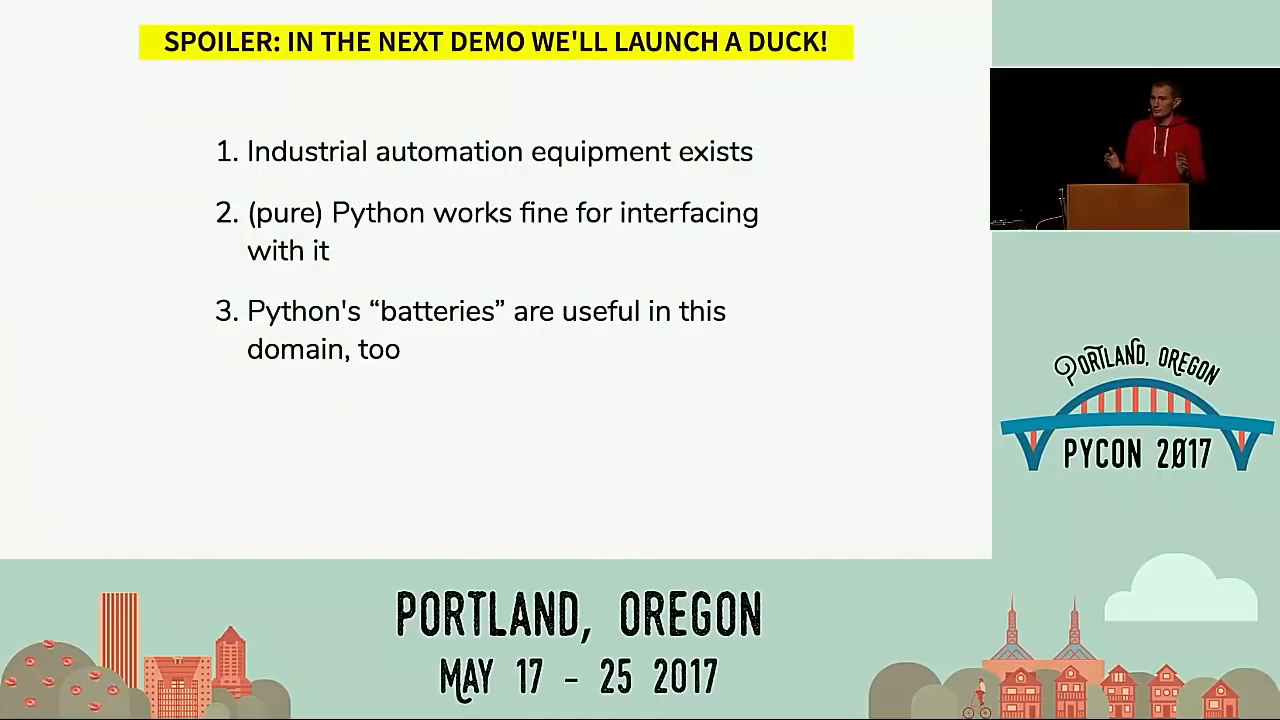 SPOILER: IN THE NEXT DEMO WE'LL LAUNCH A DUCK!
1. Industrial automation equipment exists
2. (pure) Python works fine for interfacing
with it
3. Python's “batteries” are useful in this
domain, too
PORTLAND, OREGON
PYCON 2017
PORTLAND, OREGON
MAY 17 - 25 2017